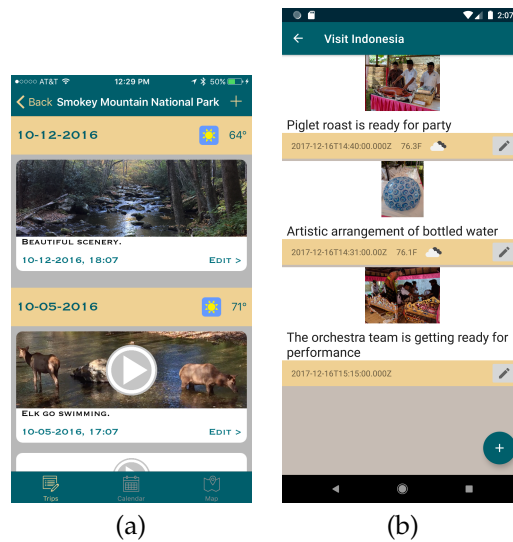 ●○○○○ AT&T 12:29 PM 50%
Back Smokey Mountain National Park +
10-12-2016 64°
Beautiful scenery.
10-12-2016, 18:07 Edit >
10-05-2016 71°
Elk go swimming.
10-05-2016, 17:07 Edit >
Trips Calendar Map
(a)
2:07
Visit Indonesia
Piglet roast is ready for party
2017-12-16T14:40:00.000Z 76.3F
Artistic arrangement of bottled water
2017-12-16T14:31:00.000Z 76.1F
The orchestra team is getting ready for
performance
2017-12-16T15:15:00.000Z
+
(b)